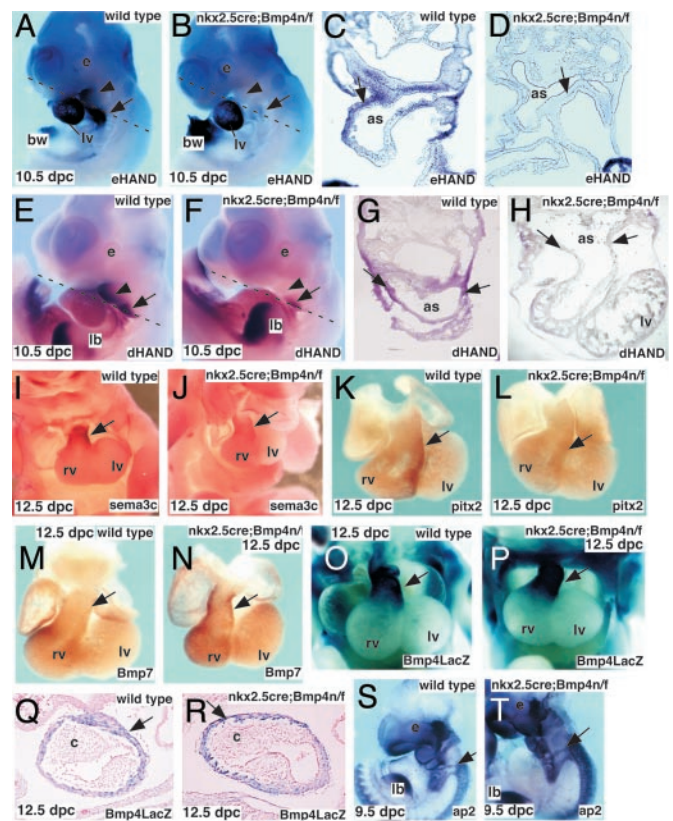 A
wild type
e
bw
lv
10.5 dpc
eHAND
B
nkx2.5cre;Bmp4n/f
e
bw
lv
eHAND
C
wild type
as
eHAND
D
nkx2.5cre;Bmp4n/f
as
eHAND
E
wild type
e
lb
10.5 dpc
dHAND
F
nkx2.5cre;Bmp4n/f
e
lb
10.5 dpc
dHAND
G
wild type
as
dHAND
H
nkx2.5cre;Bmp4n/f
as
lv
dHAND
I
wild type
rv
lv
12.5 dpc
sema3c
J
nkx2.5cre;Bmp4n/f
rv
lv
12.5 dpc
sema3c
K
wild type
rv
lv
12.5 dpc
pitx2
L
nkx2.5cre;Bmp4n/f
rv
lv
12.5 dpc
pitx2
M
12.5 dpc wild type
rv
lv
Bmp7
N
nkx2.5cre;Bmp4n/f
12.5 dpc
rv
lv
Bmp7
O
12.5 dpc wild type
rv
lv
Bmp4LacZ
P
nkx2.5cre;Bmp4n/f
12.5 dpc
rv
lv
Bmp4LacZ
Q
wild type
c
12.5 dpc
Bmp4LacZ
R
nkx2.5cre;Bmp4n/f
c
12.5 dpc
Bmp4LacZ
S
wild type
e
lb
9.5 dpc
ap2
T
nkx2.5cre;Bmp4n/f
e
lb
9.5 dpc
ap2